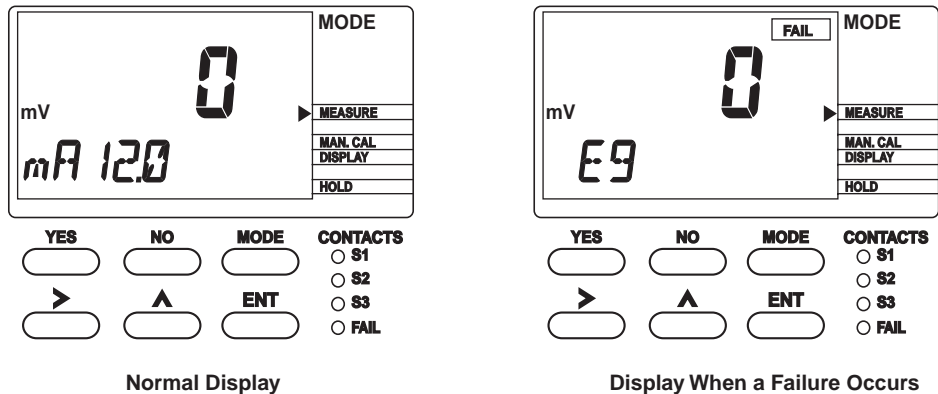 MODE
0
mV
MEASURE
MAN. CAL
DISPLAY
HOLD
mA 12.0
YES NO MODE CONTACTS
S1
S2
S3
FAIL
> ∧ ENT
Normal Display
FAIL
MODE
0
mV
MEASURE
MAN. CAL
DISPLAY
HOLD
E9
YES NO MODE CONTACTS
S1
S2
S3
FAIL
> ∧ ENT
Display When a Failure Occurs